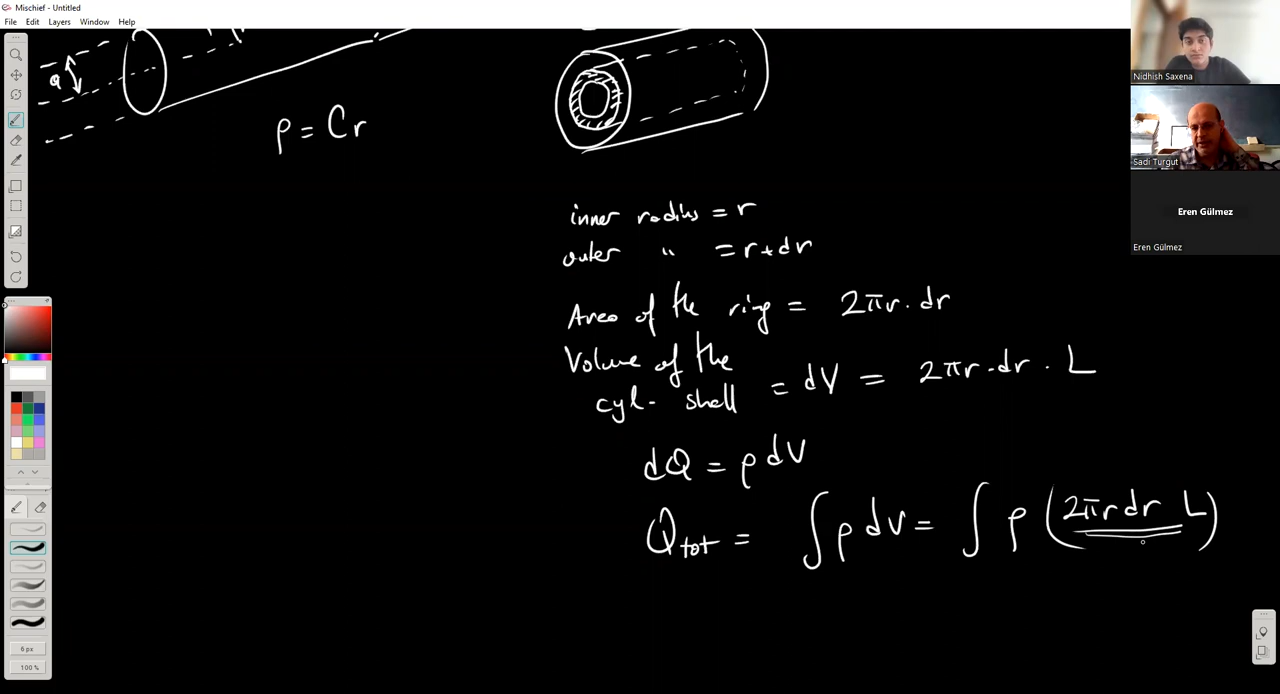 Mischief - Untitled
File Edit Layers Window Help
a
ρ = Cr
inner radius = r
outer " = r + dr
Area of the ring = 2πr · dr
Volume of the
cyl. shell = dV = 2πr · dr · L
dQ = ρ dV
Q tot = ∫ ρ dV = ∫ ρ (2πr dr L)
6 px
100 %
Nidhish Saxena
Sadi Turgut
Eren Gülmez
Eren Gülmez